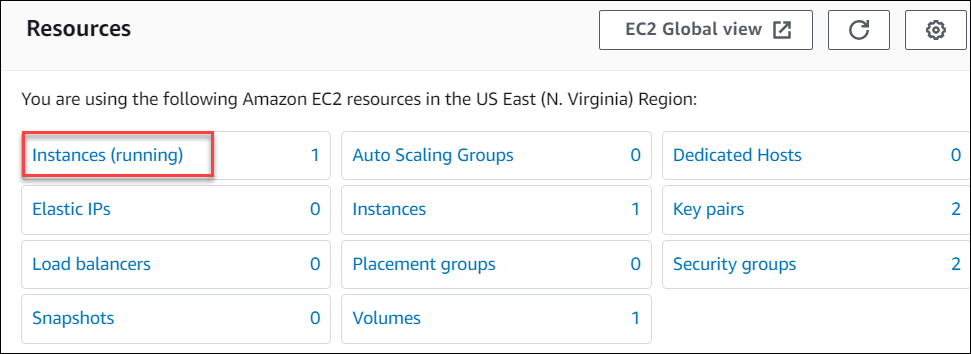 Resources EC2 Global view
You are using the following Amazon EC2 resources in the US East (N. Virginia) Region:
Instances (running) 1 Auto Scaling Groups 0 Dedicated Hosts 0
Elastic IPs 0 Instances 1 Key pairs 2
Load balancers 0 Placement groups 0 Security groups 2
Snapshots 0 Volumes 1